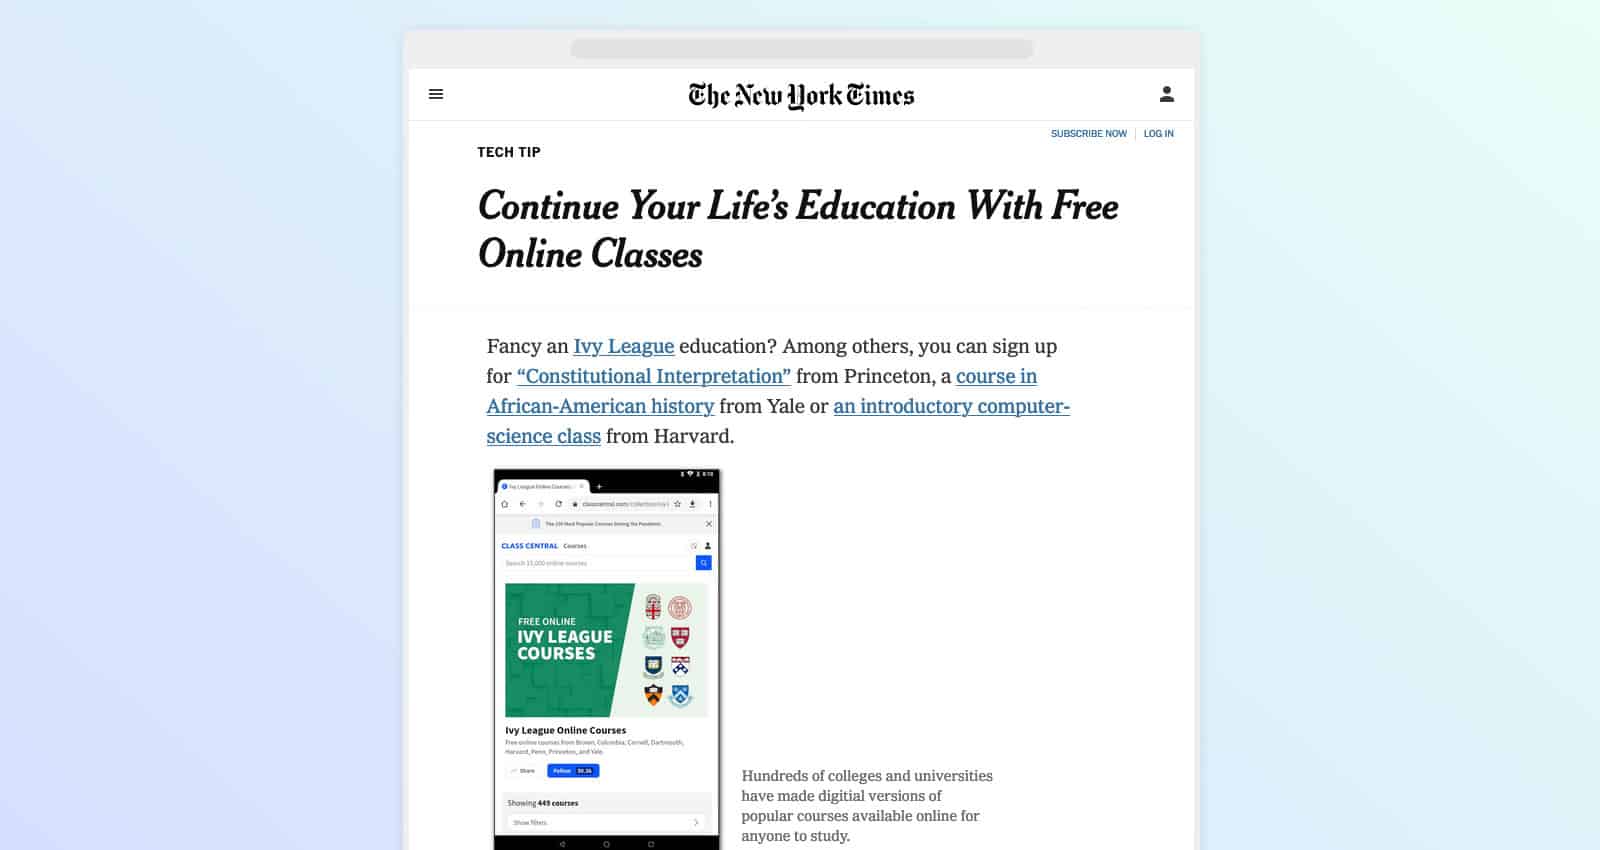 The New York Times
SUBSCRIBE NOW | LOG IN
TECH TIP
Continue Your Life's Education With Free
Online Classes
Fancy an Ivy League education? Among others, you can sign up
for “Constitutional Interpretation” from Princeton, a course in
African-American history from Yale or an introductory computer-
science class from Harvard.
Ivy League Online Courses
The 100 Most Popular Courses During the Pandemic
CLASS CENTRAL Courses
Search 15,000 online courses
FREE ONLINE
IVY LEAGUE
COURSES
Ivy League Online Courses
Free online courses from Brown, Columbia, Cornell, Dartmouth,
Harvard, Penn, Princeton, and Yale.
Share Follow
Showing 449 courses
Show filters
Hundreds of colleges and universities
have made digitial versions of
popular courses available online for
anyone to study.